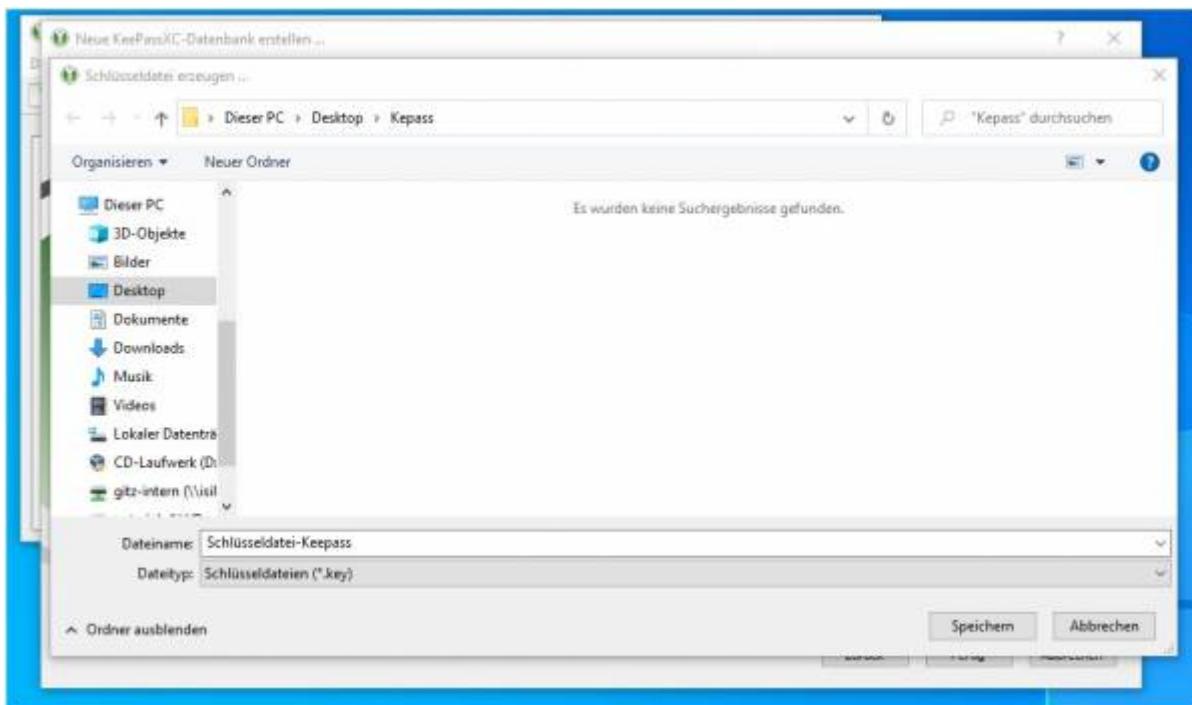 Neue KeePassXC-Datenbank erstellen ...
Schlüsseldatei erzeugen ...
Dieser PC › Desktop › Kepass
"Kepass" durchsuchen
Organisieren
Neuer Ordner
Es wurden keine Suchergebnisse gefunden.
Dieser PC
3D-Objekte
Bilder
Desktop
Dokumente
Downloads
Musik
Videos
Lokaler Datenträ
CD-Laufwerk (D:
gitz-intern (\\isil
Dateiname: Schlüsseldatei-Keepass
Dateityp: Schlüsseldateien (*.key)
Ordner ausblenden
Speichern
Abbrechen